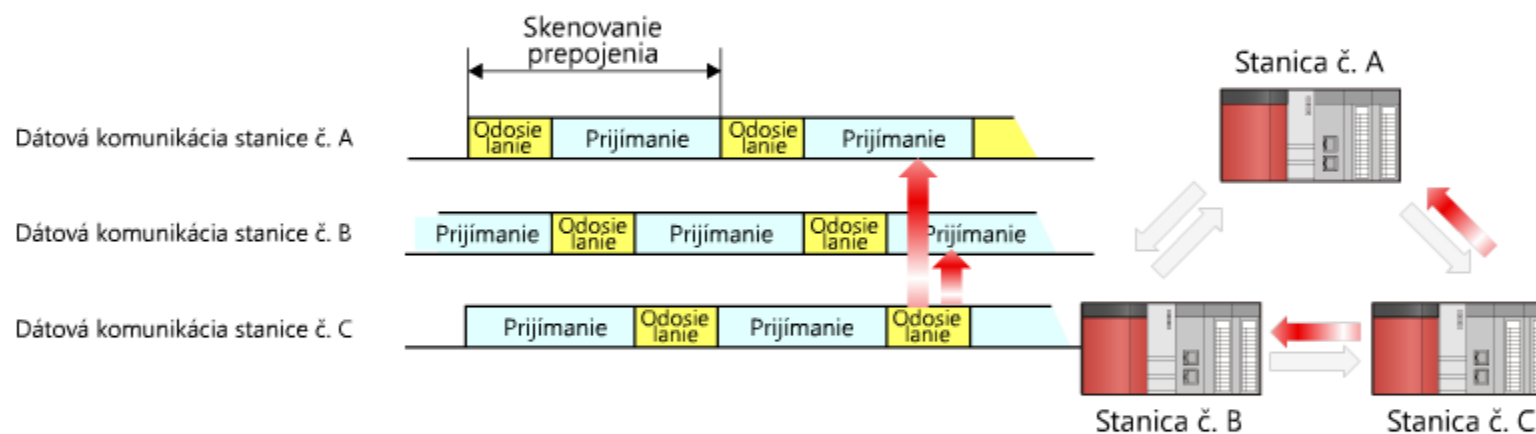 Skenovanie
prepojenia
Stanica č. A
Dátová komunikácia stanice č. A
Odosie
lanie
Prijímanie
Odosie
lanie
Prijímanie
Dátová komunikácia stanice č. B
Prijímanie
Odosie
lanie
Prijímanie
Odosie
lanie
Prijímanie
Dátová komunikácia stanice č. C
Prijímanie
Odosie
lanie
Prijímanie
Odosie
lanie
Stanica č. B
Stanica č. C